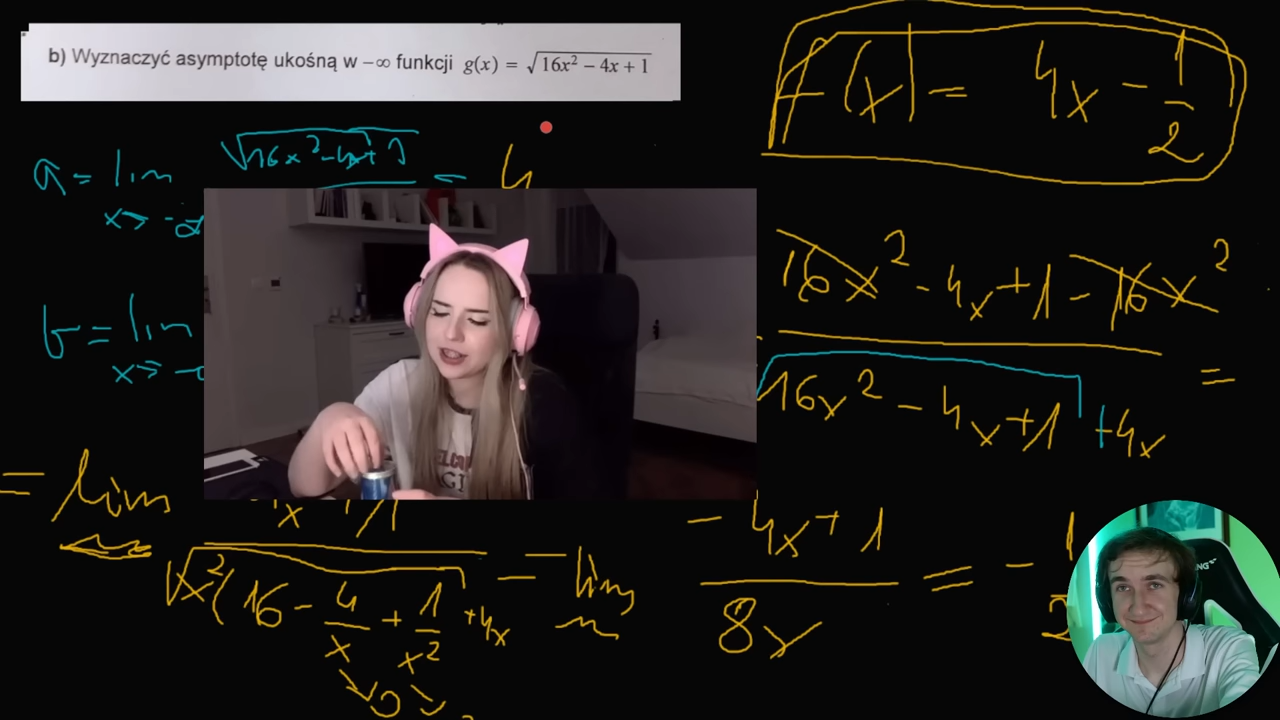 b) Wyznaczyć asymptotę ukośną w −∞ funkcji g(x) = √(16x² − 4x + 1)
f(x) = 4x − 1/2
a = lim √(16x² − 4x + 1) = 4
x → −∞
16x² − 4x + 1 − 16x²
b = lim
x → −
√(16x² − 4x + 1) + 4x =
= lim
√(x²(16 − 4/x + 1/x²)) + 4x
= lim
− 4x + 1
8x
= − 1/2
0